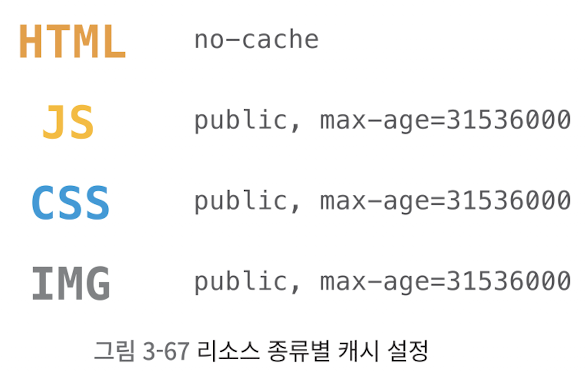 HTML no-cache
JS public, max-age=31536000
CSS public, max-age=31536000
IMG public, max-age=31536000
그림 3-67 리소스 종류별 캐시 설정